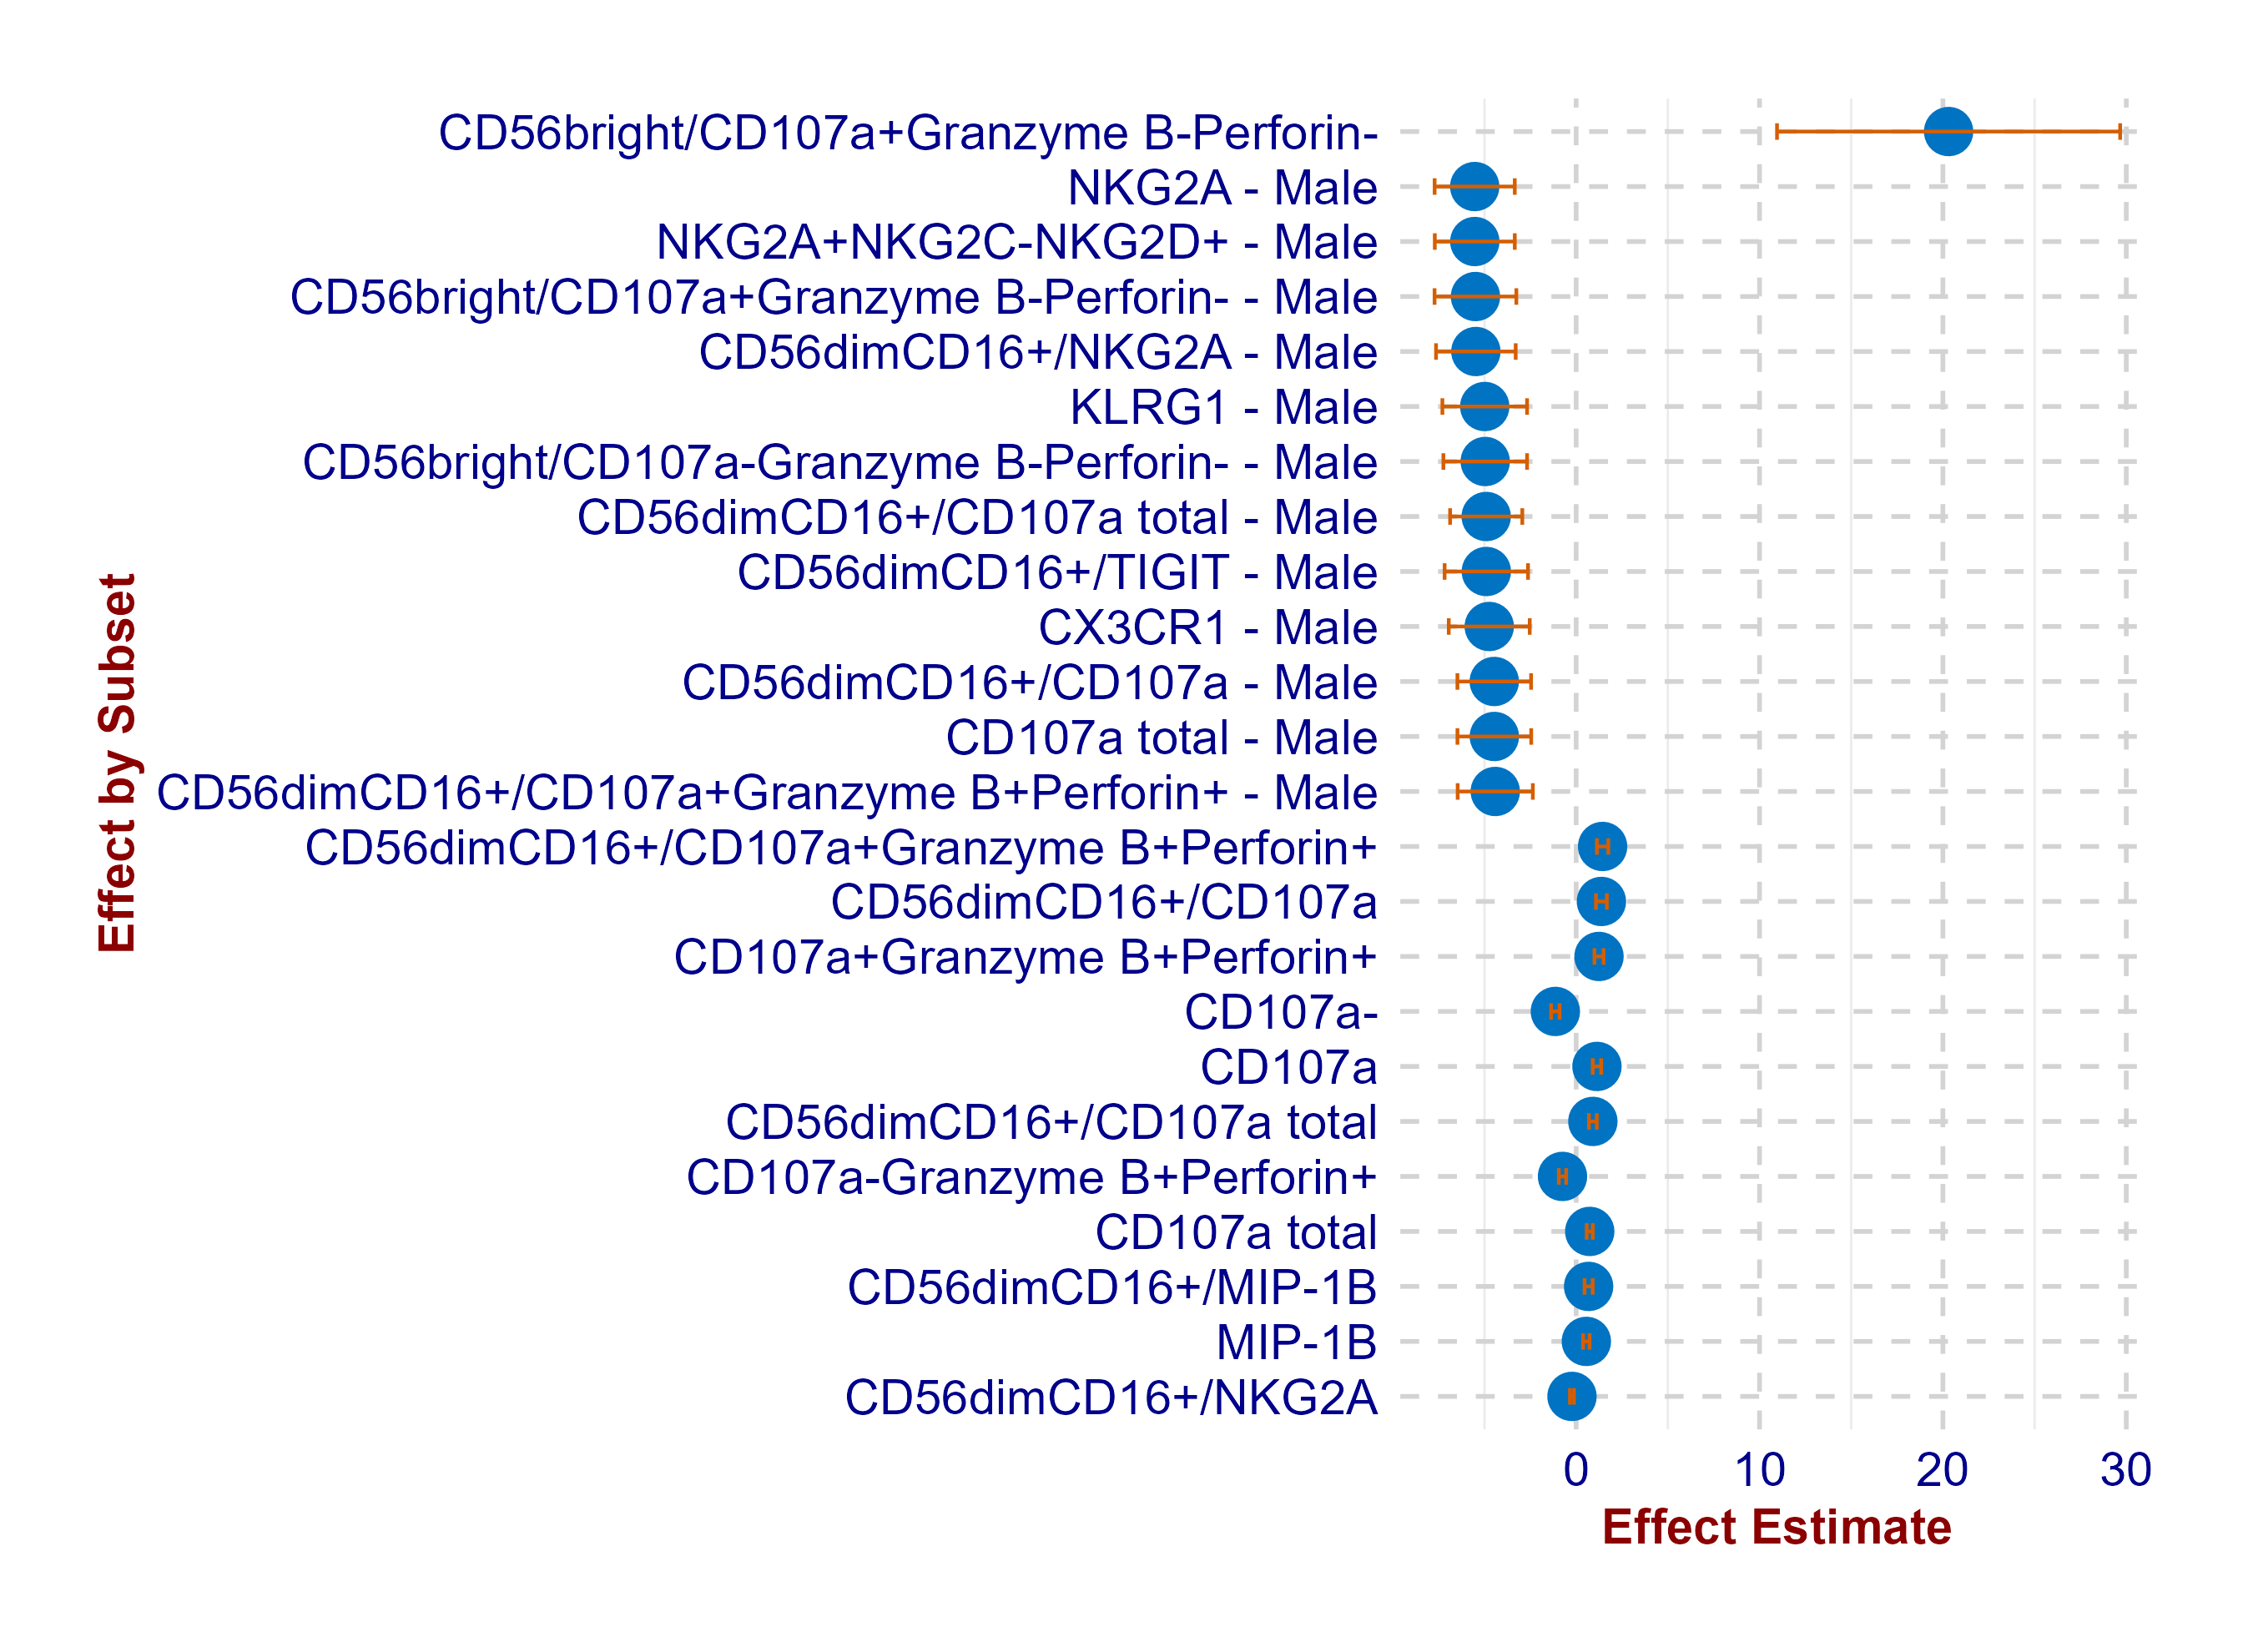 CD56bright/CD107a+Granzyme B-Perforin-
NKG2A - Male
NKG2A+NKG2C-NKG2D+ - Male
CD56bright/CD107a+Granzyme B-Perforin- - Male
CD56dimCD16+/NKG2A - Male
KLRG1 - Male
CD56bright/CD107a-Granzyme B-Perforin- - Male
CD56dimCD16+/CD107a total - Male
CD56dimCD16+/TIGIT - Male
CX3CR1 - Male
CD56dimCD16+/CD107a - Male
CD107a total - Male
CD56dimCD16+/CD107a+Granzyme B+Perforin+ - Male
CD56dimCD16+/CD107a+Granzyme B+Perforin+
CD56dimCD16+/CD107a
CD107a+Granzyme B+Perforin+
CD107a-
CD107a
CD56dimCD16+/CD107a total
CD107a-Granzyme B+Perforin+
CD107a total
CD56dimCD16+/MIP-1B
MIP-1B
CD56dimCD16+/NKG2A
Effect by Subset
0 10 20 30
Effect Estimate